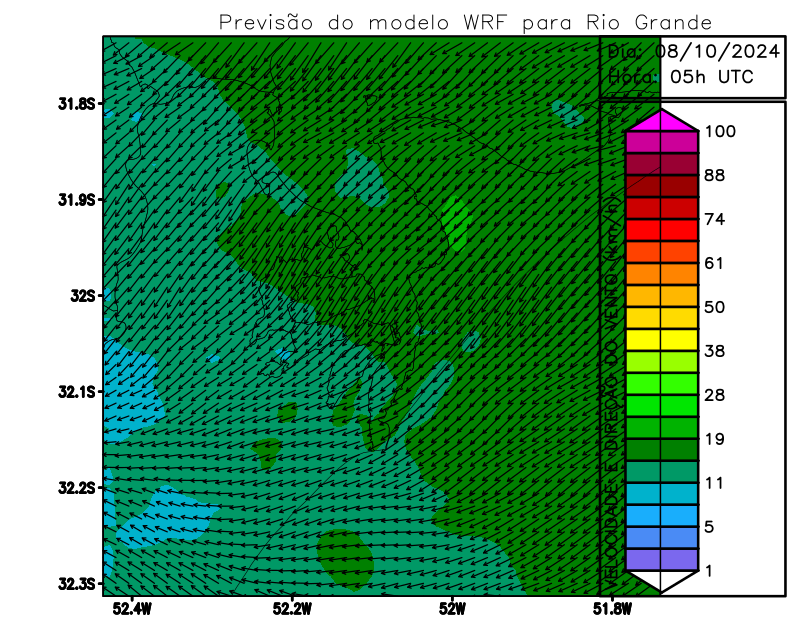 Previsão do modelo WRF para Rio Grande
Dia: 08/10/2024
Hora: 05h UTC
31.8S
31.9S
32S
32.1S
32.2S
32.3S
52.4W
52.2W
52W
51.8W
VELOCIDADE E DIREÇÃO DO VENTO (km/h)
100
88
74
61
50
38
28
19
11
5
1